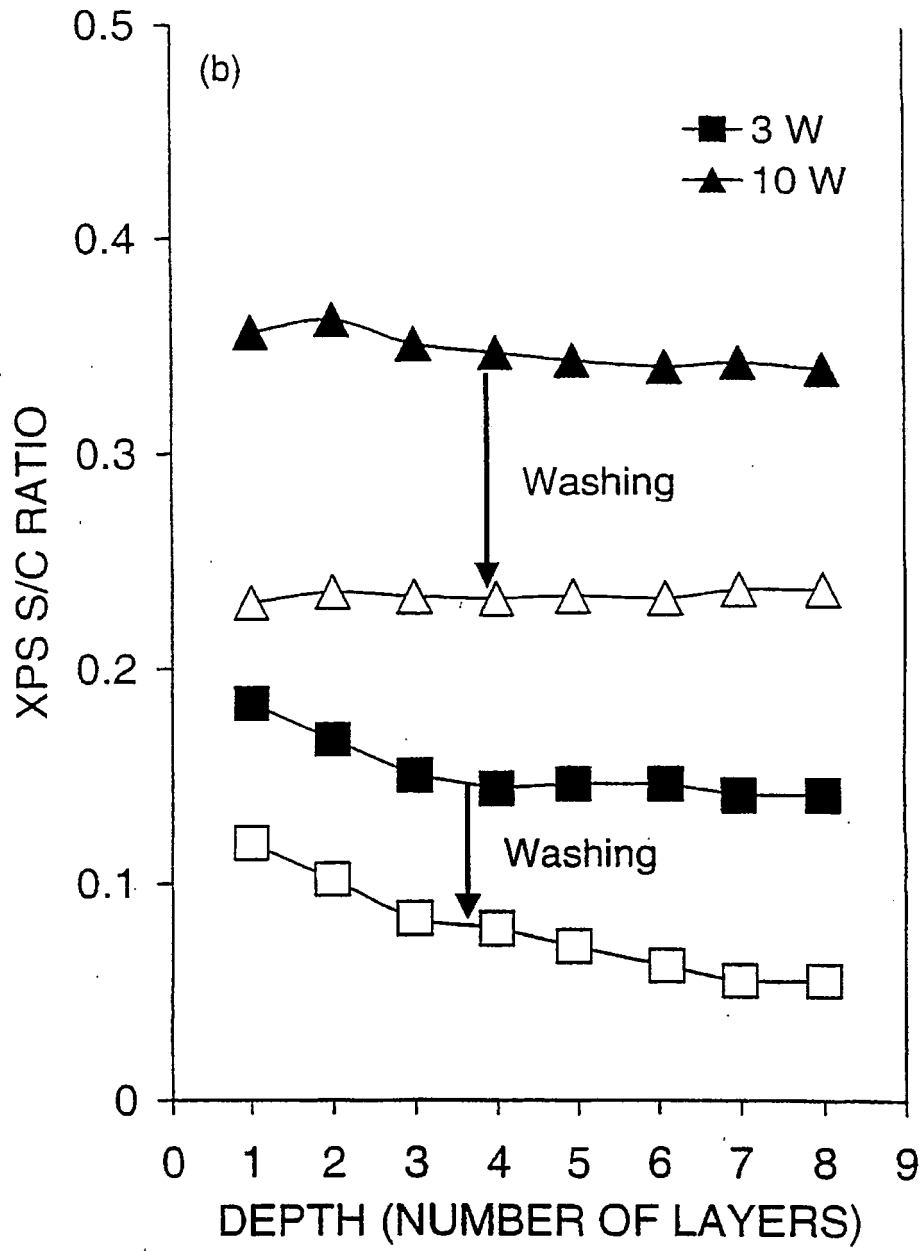 (b)
3 W
10 W
0.5
0.4
0.3
0.2
0.1
0
XPS S/C RATIO
Washing
Washing
0 1 2 3 4 5 6 7 8 9
DEPTH (NUMBER OF LAYERS)